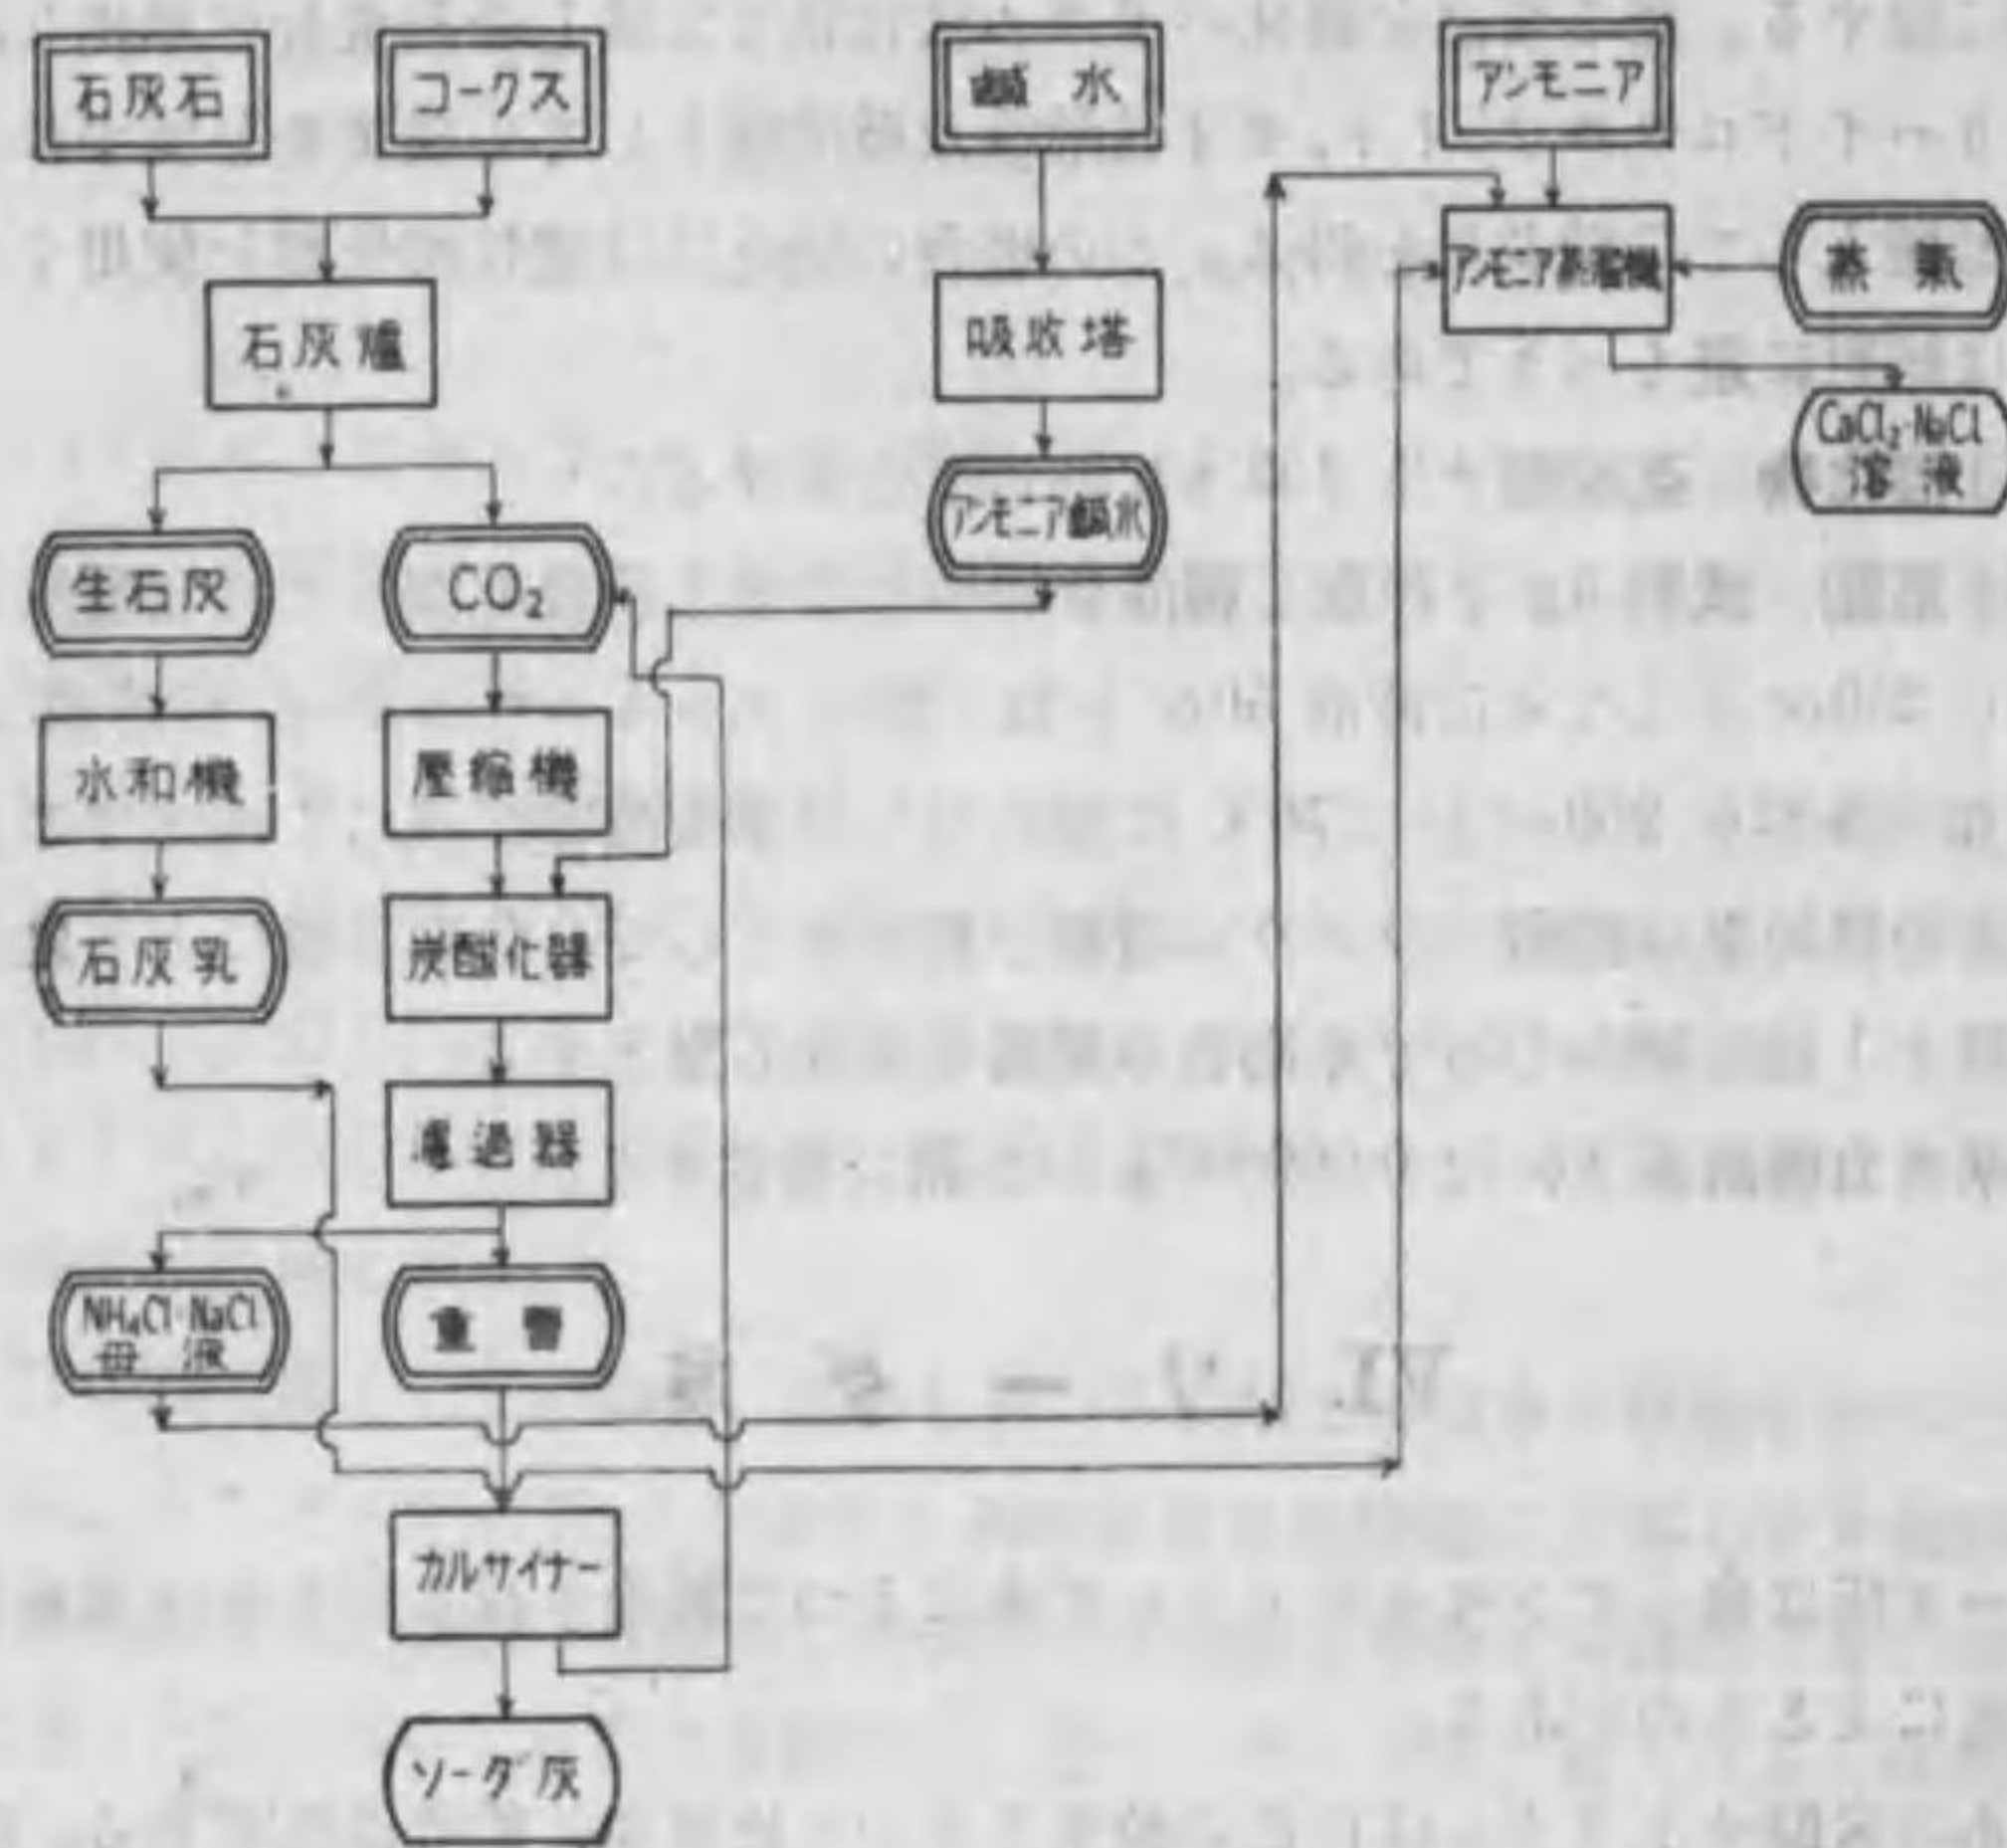 石灰石
コークス
鹹水
アンモニア
石灰爐
吸収塔
アンモニア蒸溜機
蒸氣
CaCl₂·NaCl
溶液
生石灰
CO₂
アンモニア鹹水
水和機
壓縮機
石灰乳
炭酸化器
濾過器
NH₄Cl·NaCl
母液
重曹
カルサイナー
ソーダ灰